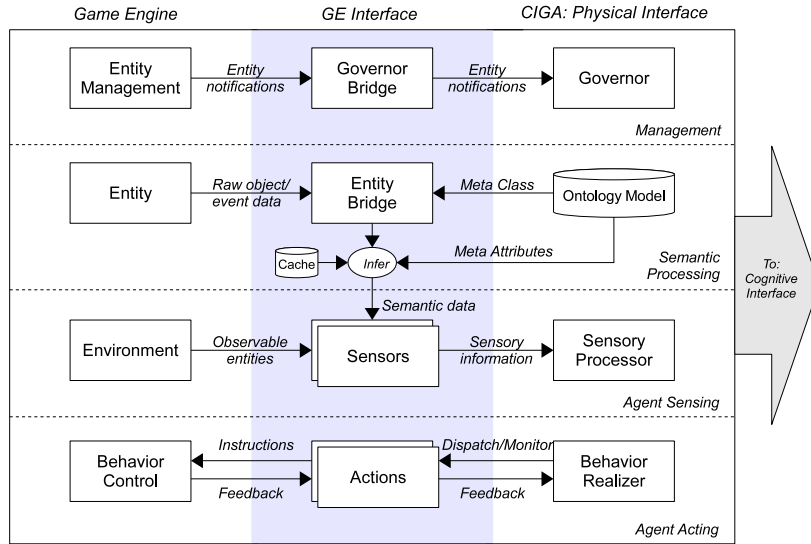 Game Engine
GE Interface
CIGA: Physical Interface
Entity
Management
Entity
notifications
Governor
Bridge
Entity
notifications
Governor
Management
Entity
Raw object/
event data
Entity
Bridge
Meta Class
Ontology Model
Cache
Infer
Meta Attributes
Semantic
Processing
To:
Cognitive
Interface
Semantic data
Environment
Observable
entities
Sensors
Sensory
information
Sensory
Processor
Agent Sensing
Behavior
Control
Instructions
Feedback
Actions
Dispatch/Monitor
Feedback
Behavior
Realizer
Agent Acting